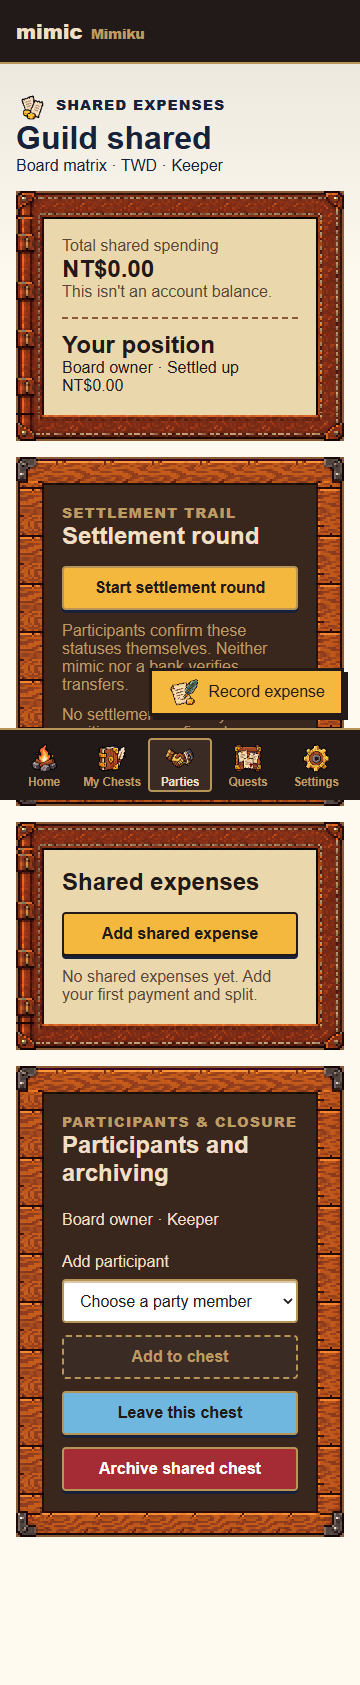 mimic Mimiku
SHARED EXPENSES
Guild shared
Board matrix · TWD · Keeper
Total shared spending
NT$0.00
This isn't an account balance.
Your position
Board owner · Settled up
NT$0.00
SETTLEMENT TRAIL
Settlement round
Start settlement round
Participants confirm these
statuses themselves. Neither
mimic nor a bank verifies
transfers.
Record expense
No settlemen
Home
My Chests
Parties
Quests
Settings
Shared expenses
Add shared expense
No shared expenses yet. Add
your first payment and split.
PARTICIPANTS & CLOSURE
Participants and
archiving
Board owner · Keeper
Add participant
Choose a party member
Add to chest
Leave this chest
Archive shared chest